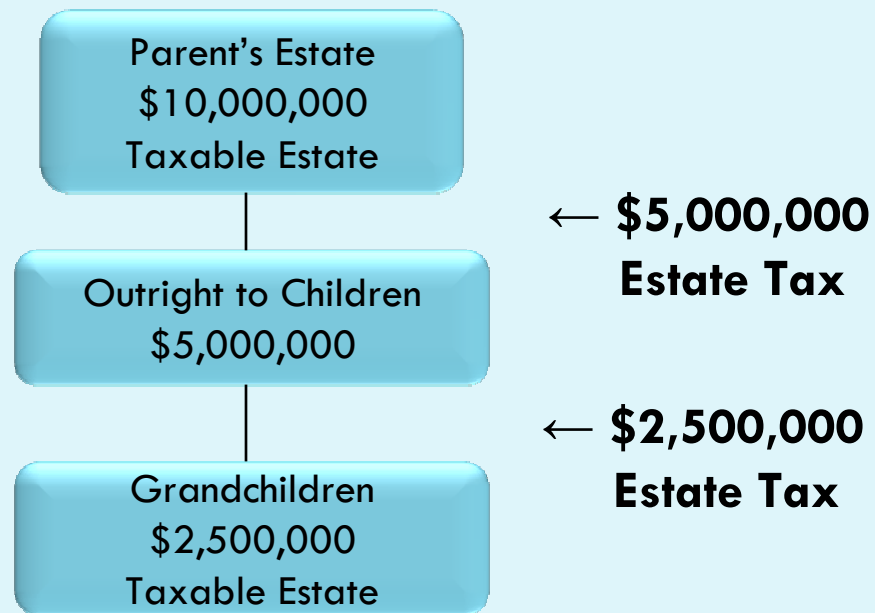 Parent’s Estate
$10,000,000
Taxable Estate
← $5,000,000
Estate Tax
Outright to Children
$5,000,000
← $2,500,000
Estate Tax
Grandchildren
$2,500,000
Taxable Estate